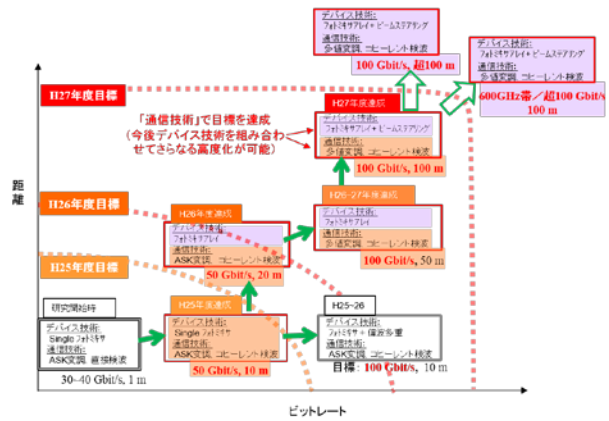 デバイス技術:
フォトミキサアレイ+ビームステアリング
通信技術:
多値変調、コヒーレント検波
100 Gbit/s, 超100 m
デバイス技術:
フォトミキサアレイ+ビームステアリング
通信技術:
多値変調、コヒーレント検波
600GHz帯／超100 Gbit/s
100 m
H27年度目標
H27年度達成
「通信技術」で目標を達成
(今後デバイス技術を組み合わ
せてさらなる高度化が可能)
デバイス技術:
フォトミキサアレイ+ビームステアリング
通信技術:
多値変調、コヒーレント検波
100 Gbit/s, 100 m
距離
H26年度目標
H26年度達成
デバイス技術:
フォトミキサアレイ
通信技術:
ASK変調、コヒーレント検波
50 Gbit/s, 20 m
H26-27年度達成
デバイス技術:
フォトミキサアレイ
通信技術:
多値変調、コヒーレント検波
100 Gbit/s, 50 m
H25年度目標
研究開始時
デバイス技術:
Single フォトミキサ
通信技術:
ASK変調、直接検波
30–40 Gbit/s, 1 m
H25年度達成
デバイス技術:
Single フォトミキサ
通信技術:
ASK変調、コヒーレント検波
50 Gbit/s, 10 m
H25-26
デバイス技術:
フォトミキサ + 偏波多重
通信技術:
ASK変調、コヒーレント検波
目標: 100 Gbit/s, 10 m
ビットレート